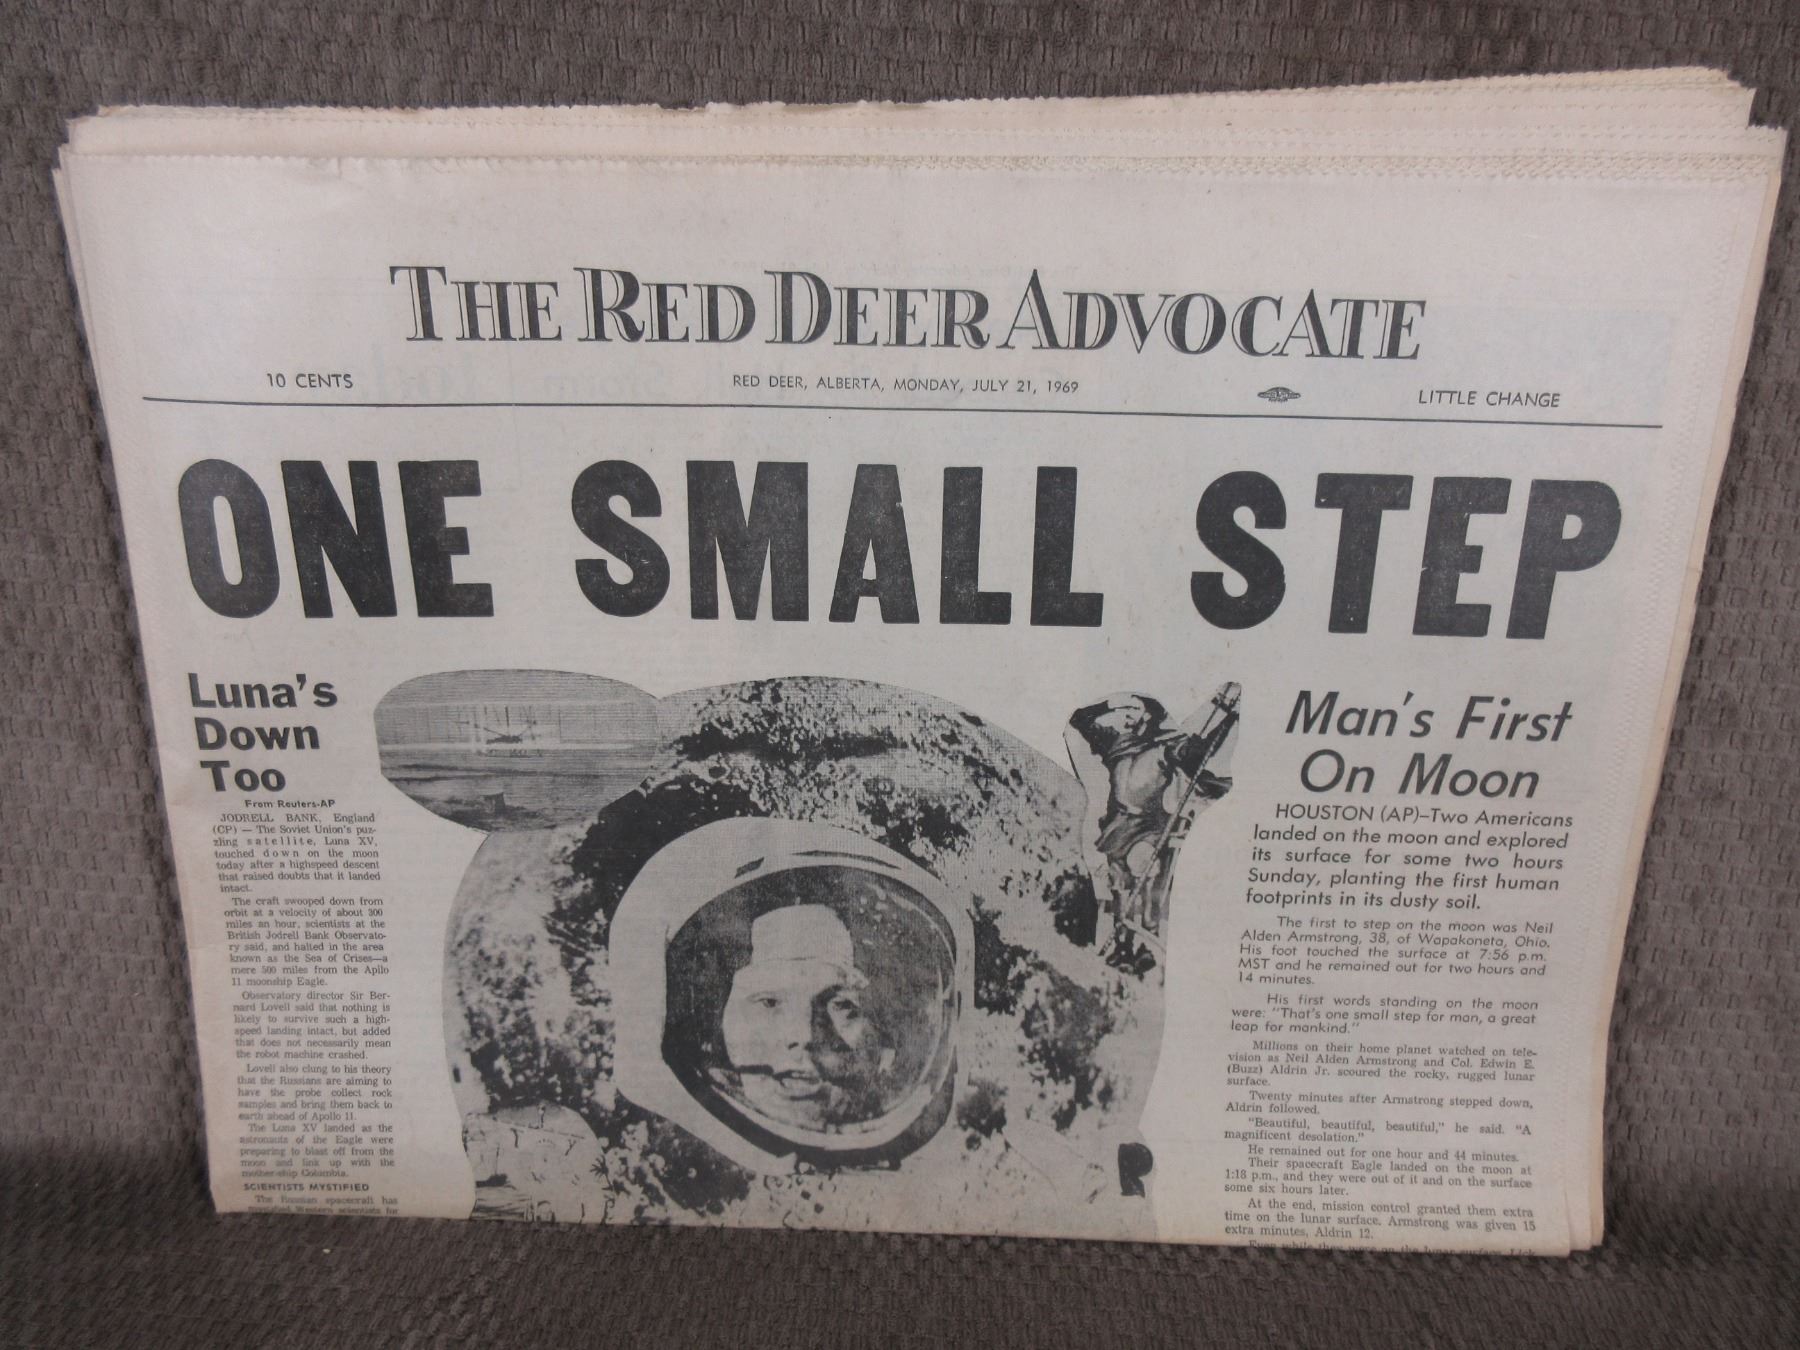 THE RED DEER ADVOCATE
10 CENTS
RED DEER, ALBERTA, MONDAY, JULY 21, 1969
LITTLE CHANGE
ONE SMALL STEP
Luna's
Down
Too
From Reuters-AP
JODRELL BANK, England
(CP) — The Soviet Union's puz-
zling satellite, Luna XV,
touched down on the moon
today after a highspeed descent
that raised doubts that it landed
intact.
The craft swooped down from
orbit at a velocity of about 300
miles an hour, scientists at the
British Jodrell Bank Observato-
ry said, and halted in the area
known as the Sea of Crises—a
mere 500 miles from the Apllo
11 moonship Eagle.
Observatory director Sir Ber-
nard Lovell said that nothing is
likely to survive such a high-
speed landing intact, but added
that does not necessarily mean
the robot machine crashed.
Lovell also clung to his theory
that the Russians are aiming to
have the probe collect rock
samples and bring them back to
earth ahead of Apollo 11.
The Luna XV landed as the
astronauts of the Eagle were
preparing to blast off from the
moon and link up with the
mother-ship Columbia.
SCIENTISTS MYSTIFIED
The Russian spacecraft has
mystified Western scientists for
Man's First
On Moon
HOUSTON (AP)–Two Americans
landed on the moon and explored
its surface for some two hours
Sunday, planting the first human
footprints in its dusty soil.
The first to step on the moon was Neil
Alden Armstrong, 38, of Wapakoneta, Ohio.
His foot touched the surface at 7:56 p.m.
MST and he remained out for two hours and
14 minutes.
His first words standing on the moon
were: "That's one small step for man, a great
leap for mankind."
Millions on their home planet watched on tele-
vision as Neil Alden Armstrong and Col. Edwin E.
(Buzz) Aldrin Jr. scoured the rocky, rugged lunar
surface.
Twenty minutes after Armstrong stepped down,
Aldrin followed.
"Beautiful, beautiful, beautiful," he said. "A
magnificent desolation."
He remained out for one hour and 44 minutes.
Their spacecraft Eagle landed on the moon at
1:18 p.m., and they were out of it and on the surface
some six hours later.
At the end, mission control granted them extra
time on the lunar surface. Armstrong was given 15
extra minutes, Aldrin 12.
Even while they were on the lunar surface, Lick